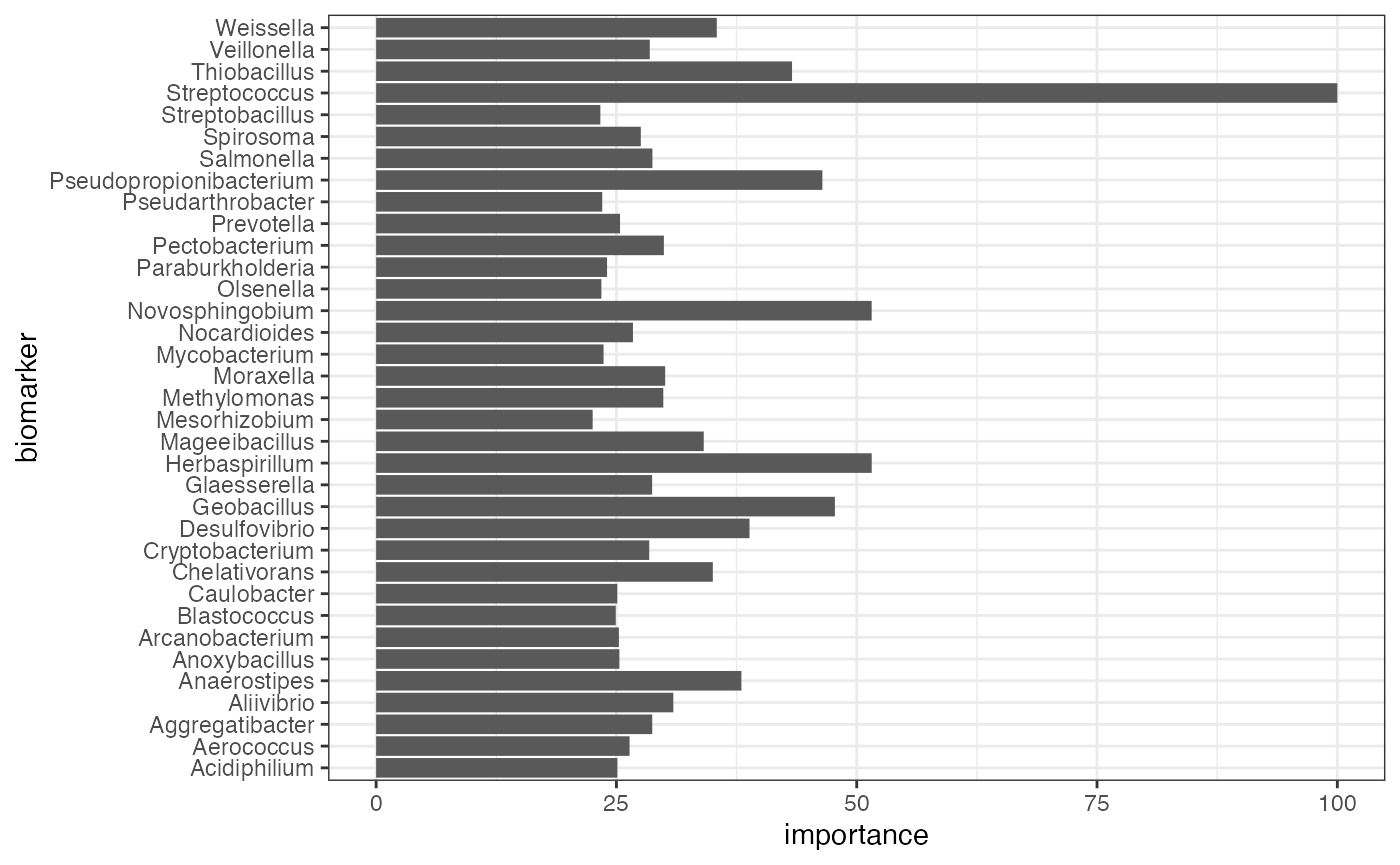 Weissella
Veillonella
Thiobacillus
Streptococcus
Streptobacillus
Spirosoma
Salmonella
Pseudopropionibacterium
Pseudarthrobacter
Prevotella
Pectobacterium
Paraburkholderia
Olsenella
Novosphingobium
Nocardioides
Mycobacterium
Moraxella
Methylomonas
Mesorhizobium
Mageeibacillus
Herbaspirillum
Glaesserella
Geobacillus
Desulfovibrio
Cryptobacterium
Chelativorans
Caulobacter
Blastococcus
Arcanobacterium
Anoxybacillus
Anaerostipes
Aliivibrio
Aggregatibacter
Aerococcus
Acidiphilium
biomarker
0 25 50 75 100
importance